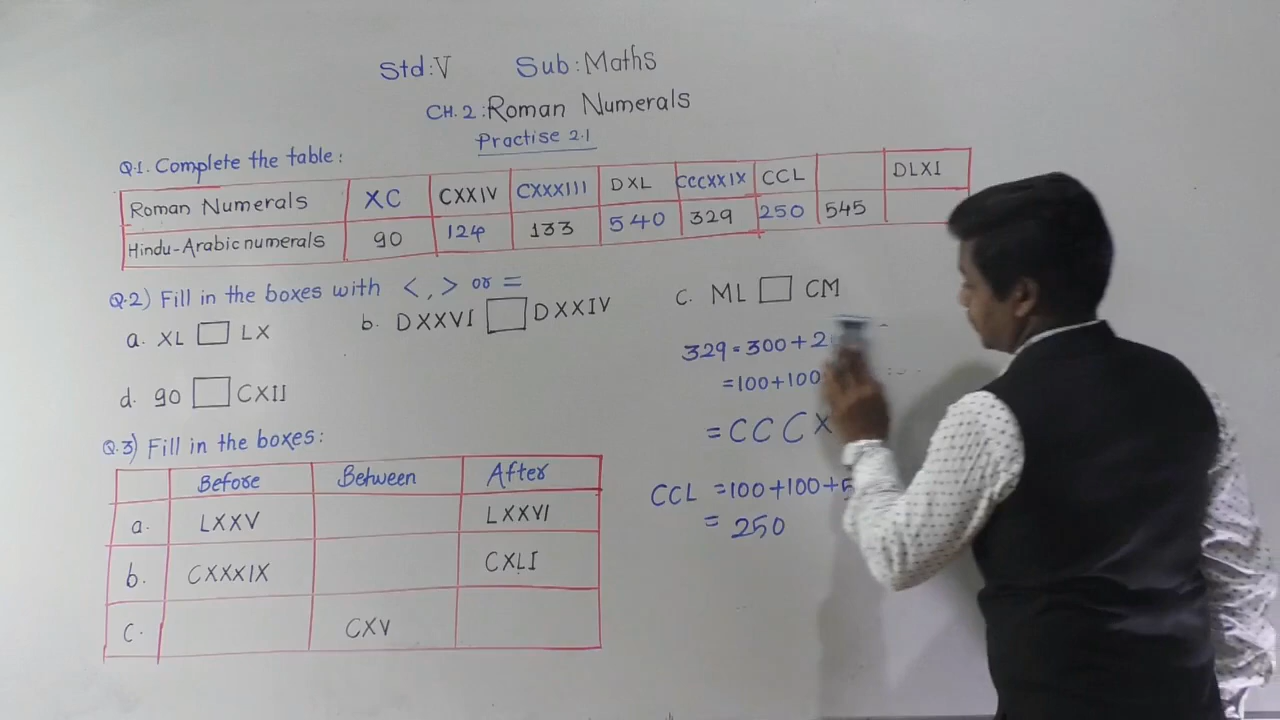 Std:V Sub:Maths
CH.2:Roman Numerals
Practise 2.1
Q.1. Complete the table:
Roman Numerals XC CXXIV CXXXIII DXL CCCXXIX CCL DLXI
Hindu-Arabic numerals 90 124 133 540 329 250 545
Q.2) Fill in the boxes with <, > or =
a. XL □ LX b. DXXVI □ DXXIV c. ML □ CM
d. 90 □ CXII
329=300+2
=100+100
=CCCX
CCL =100+100+5
= 250
Q.3) Fill in the boxes:
Before Between After
a. LXXV LXXVI
b. CXXXIX CXLI
c. CXV